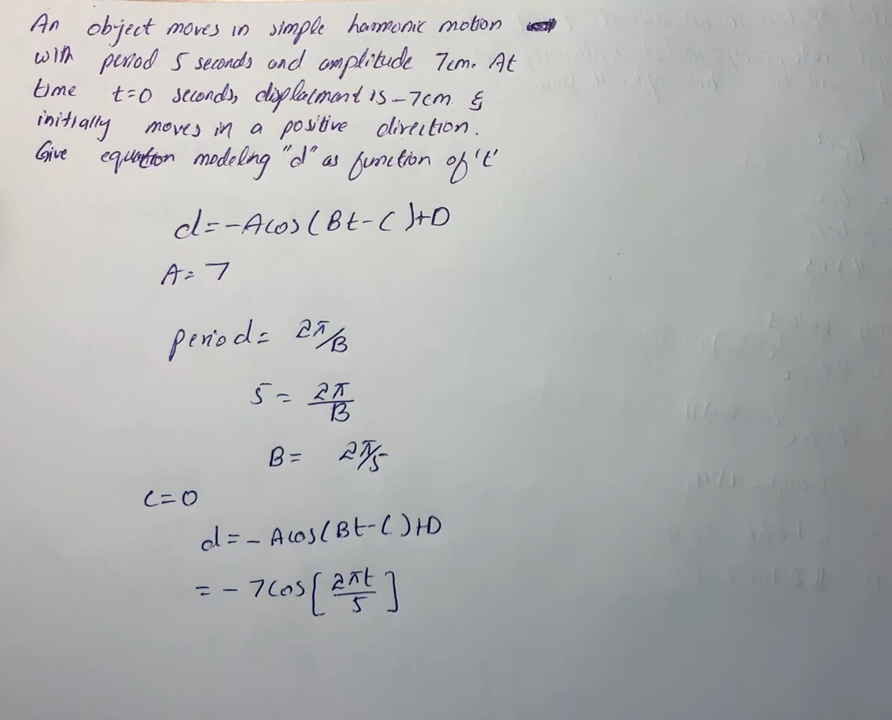 An object moves in simple harmonic motion
with period 5 seconds and amplitude 7cm. At
time t=0 seconds, displacment is -7cm &
initially moves in a positive direction.
Give equation modeling "d" as function of 't'
d=-Acos(Bt-C)+D
A=7
period= 2π/B
5= 2π/B
B= 2π/5
C=0
d=-Acos(Bt-C)+D
=-7cos[2πt/5]